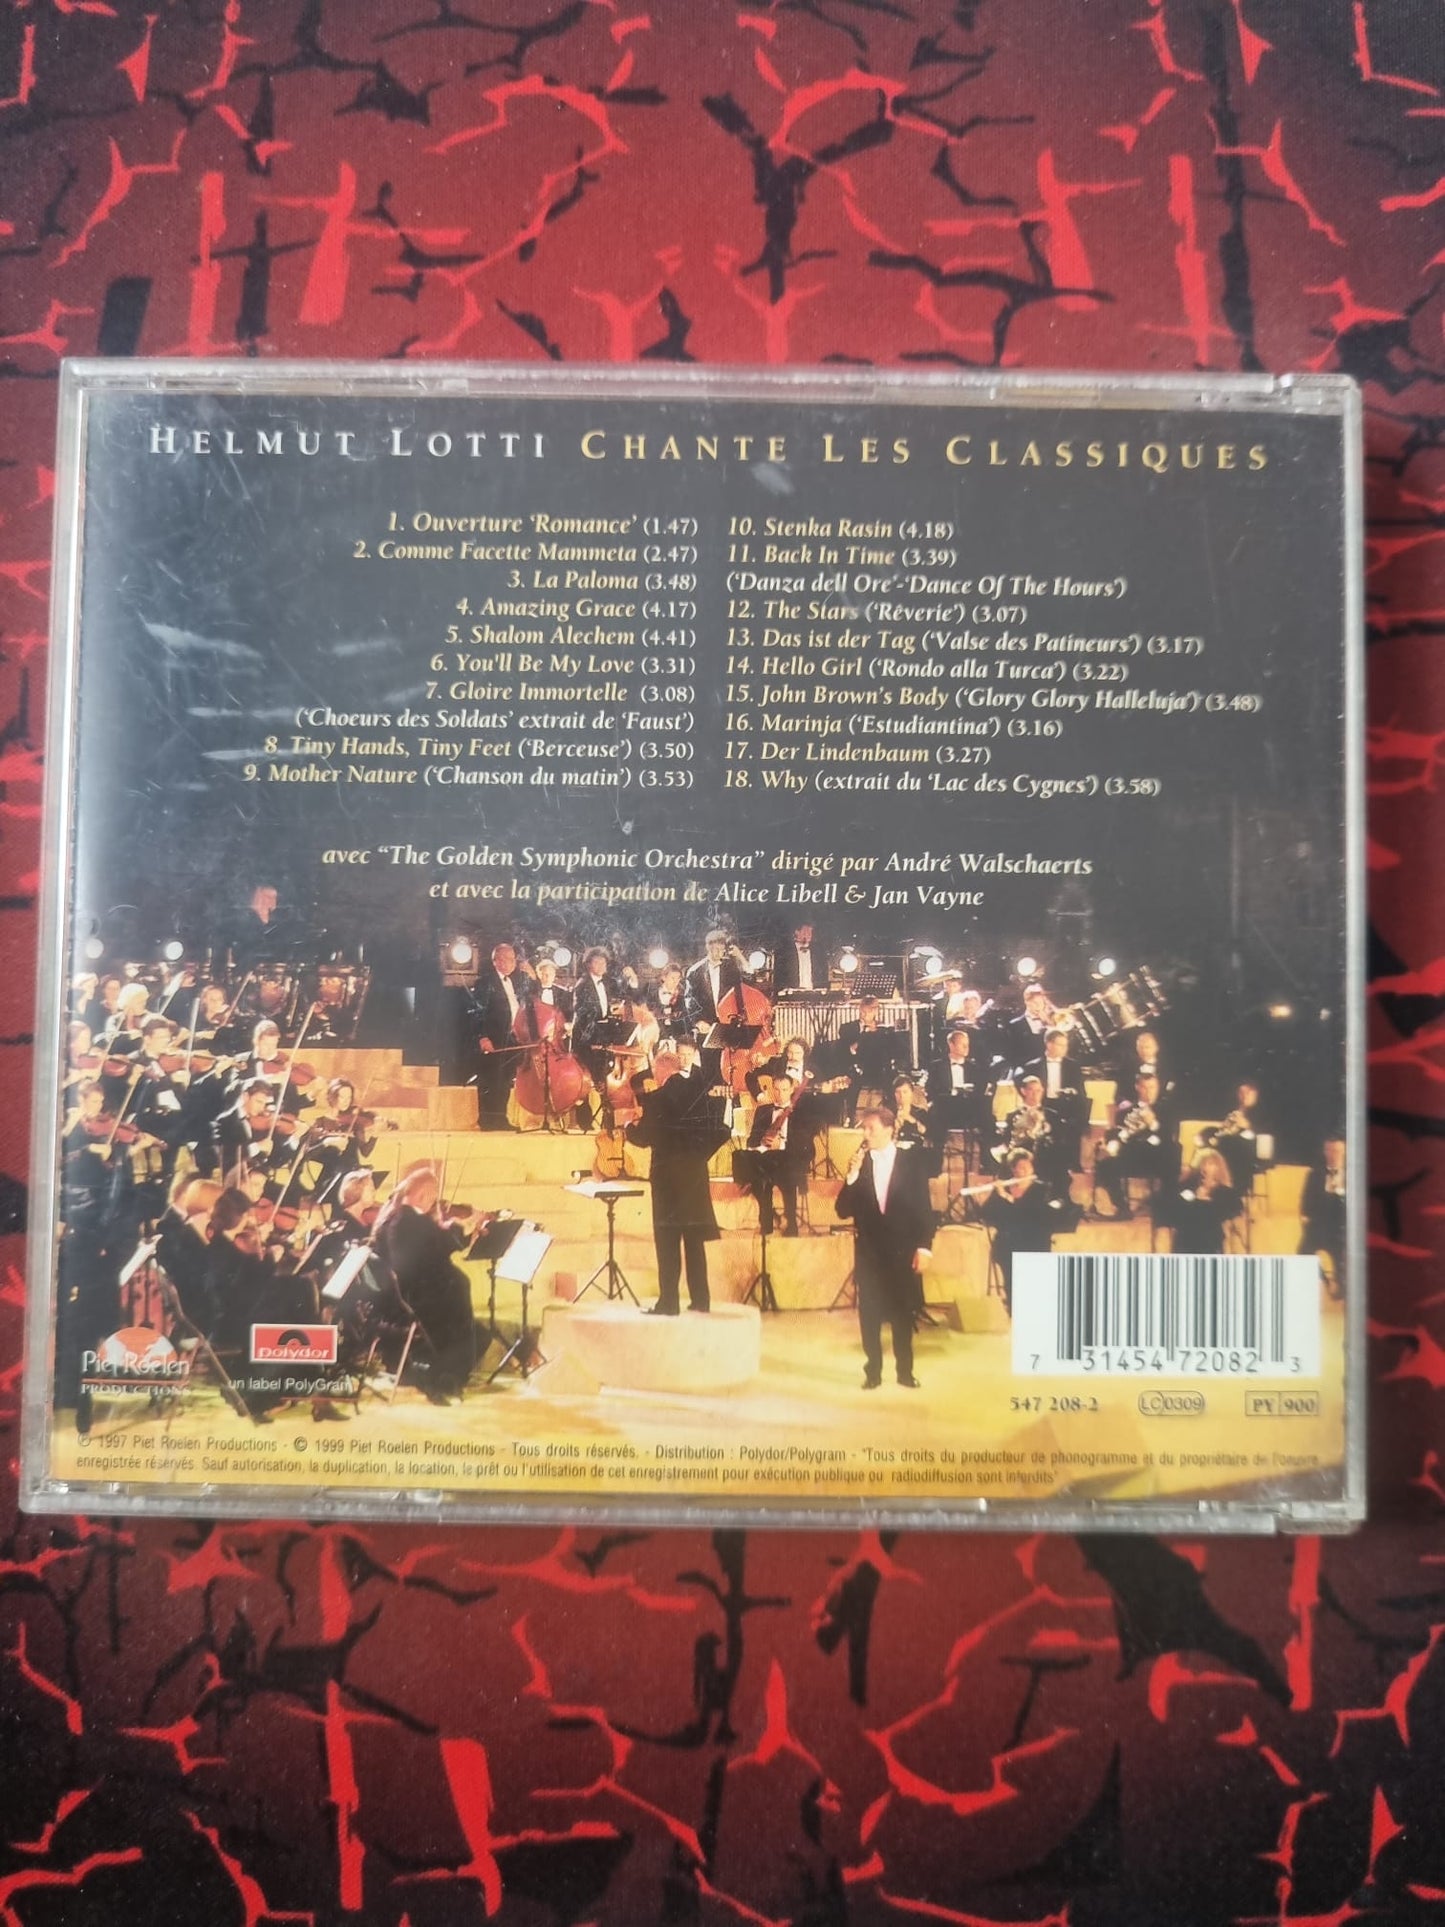 HELMUT LOTTI CHANTE LES CLASSIQUES
1. Ouverture ‘Romance’ (1.47)
2. Comme Facette Mammeta (2.47)
3. La Paloma (3.48)
4. Amazing Grace (4.17)
5. Shalom Alechem (4.41)
6. You'll Be My Love (3.31)
7. Gloire Immortelle (3.08)
(‘Choeurs des Soldats’ extrait de ‘Faust’)
8. Tiny Hands, Tiny Feet (‘Berceuse’) (3.50)
9. Mother Nature (‘Chanson du matin’) (3.53)
10. Stenka Rasin (4.18)
11. Back In Time (3.39)
(‘Danza dell Ore’-‘Dance Of The Hours’)
12. The Stars (‘Rêverie’) (3.07)
13. Das ist der Tag (‘Valse des Patineurs’) (3.17)
14. Hello Girl (‘Rondo alla Turca’) (3.22)
15. John Brown's Body (‘Glory Glory Halleluja’) (3.48)
16. Marinja (‘Estudiantina’) (3.16)
17. Der Lindenbaum (3.27)
18. Why (extrait du ‘Lac des Cygnes’) (3.58)
avec “The Golden Symphonic Orchestra” dirigé par André Walschaerts
et avec la participation de Alice Libell & Jan Vayne
Piet Roelen
PRODUCTIONS
polydor
un label PolyGram
7 31454 72082 3
547 208-2 LC 0309 PY 900
℗ 1997 Piet Roelen Productions - © 1999 Piet Roelen Productions - Tous droits réservés. - Distribution : Polydor/Polygram - "Tous droits du producteur de phonogramme et du propriétaire de l'oeuvre
enregistrée réservés. Sauf autorisation, la duplication, la location, le prêt ou l'utilisation de cet enregistrement pour exécution publique ou radiodiffusion sont interdits"